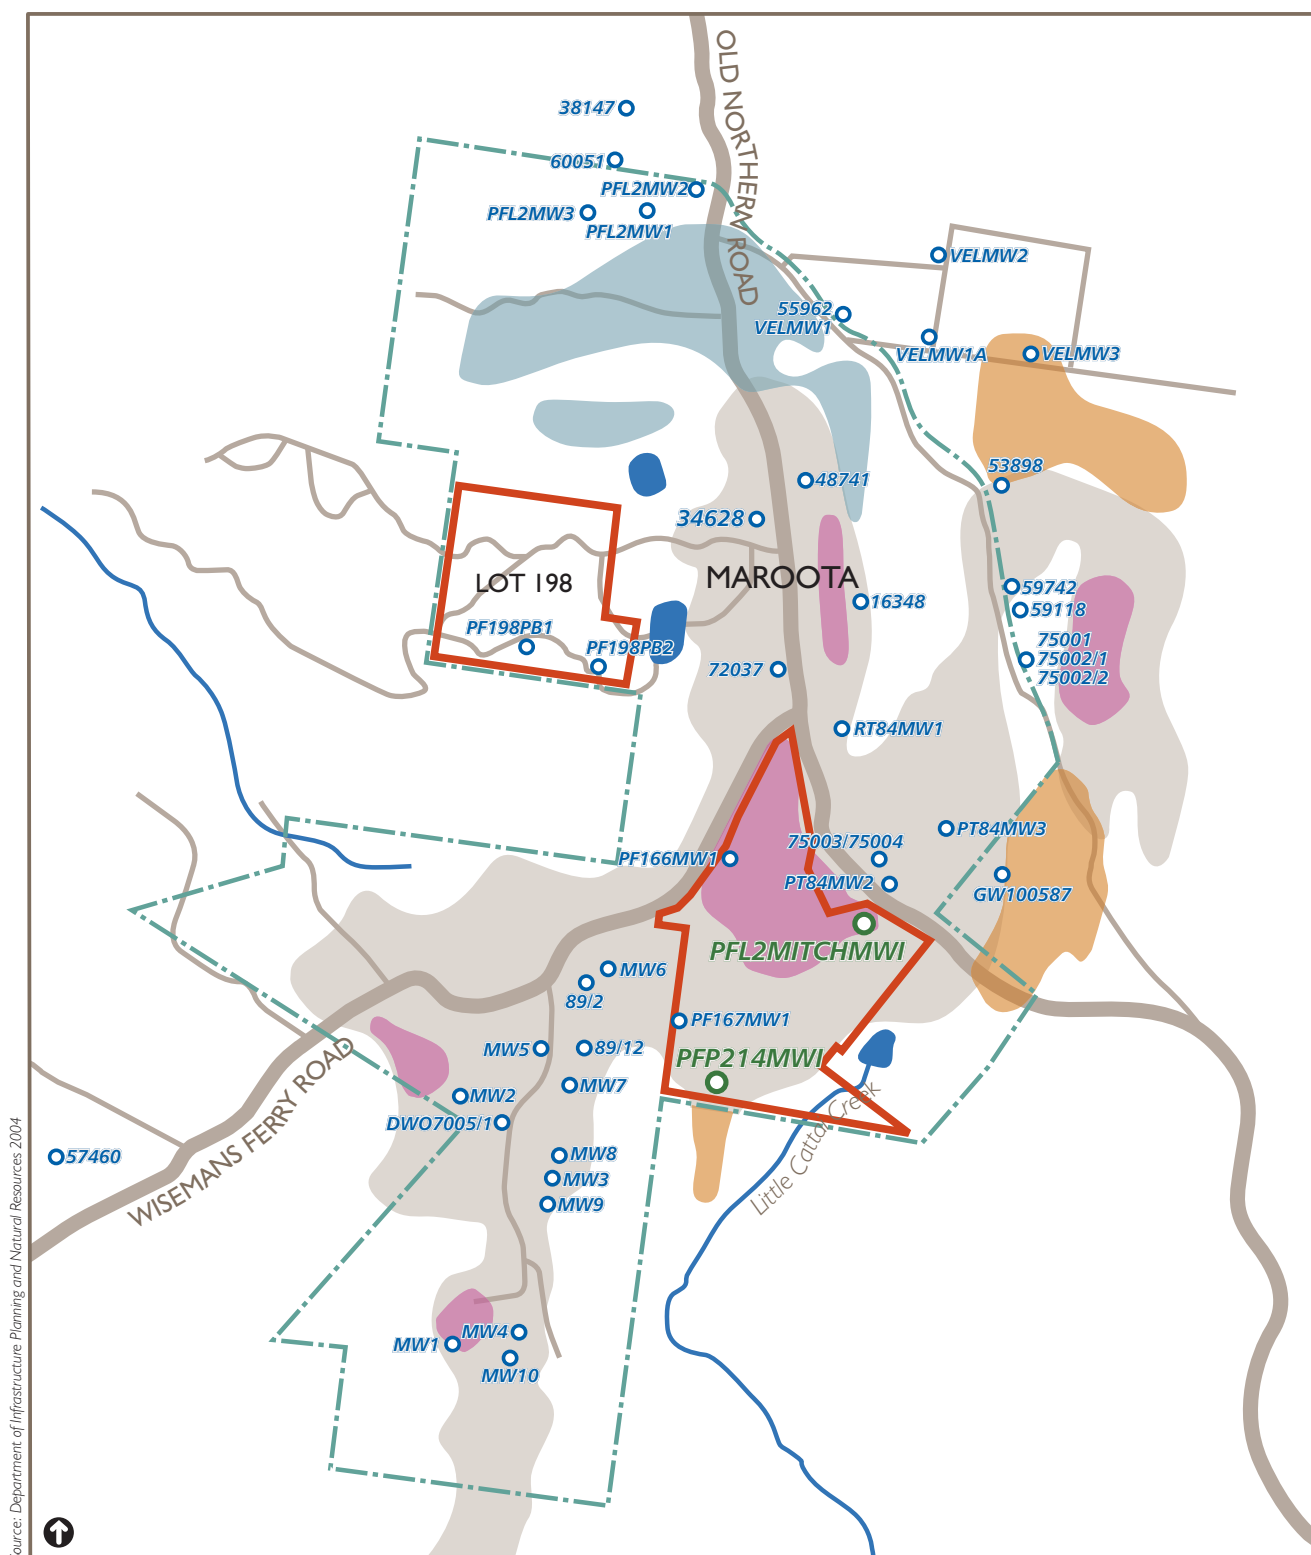 OLD NORTHERN ROAD
38147
60051
PFL2MW2
PFL2MW3
PFL2MW1
VELMW2
55962
VELMW1
VELMW1A
VELMW3
53898
48741
34628
MAROOTA
LOT 198
59742
16348
59118
PF198PB1
75001
PF198PB2
75002/1
72037
75002/2
RT84MW1
PT84MW3
75003/75004
PF166MW1
PT84MW2
GW100587
PFL2MITCHMWI
MW6
89/2
PF167MW1
MW5
89/12
PFP214MWI
MW7
MW2
DWO7005/1
WISEMANS FERRY ROAD
Little Cattai Creek
57460
MW8
MW3
MW9
MW4
MW1
MW10
ource: Department of Infrastructure Planning and Natural Resources 2004